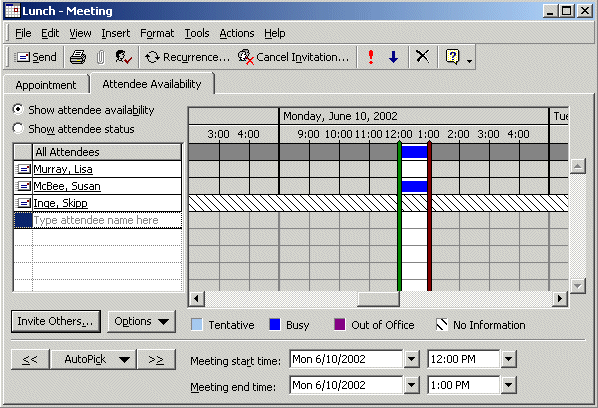 Lunch - Meeting
File Edit View Insert Format Tools Actions Help
Send Recurrence... Cancel Invitation...
Appointment Attendee Availability
Show attendee availability
Show attendee status
Monday, June 10, 2002 Tue
3:00 4:00 9:00 10:00 11:00 12:00 1:00 2:00 3:00 4:00
All Attendees
Murray, Lisa
McBee, Susan
Inge, Skipp
Type attendee name here
Invite Others... Options
Tentative Busy Out of Office No Information
<< AutoPick >>
Meeting start time: Mon 6/10/2002 12:00 PM
Meeting end time: Mon 6/10/2002 1:00 PM